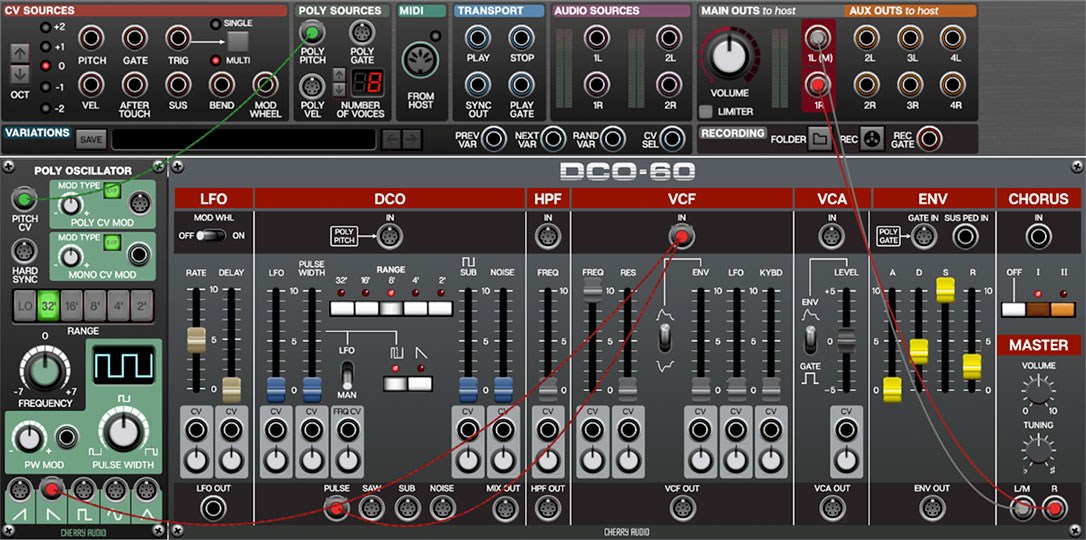 CV SOURCES
+2
+1
0
-1
-2
OCT
PITCH
GATE
TRIG
SINGLE
MULTI
VEL
AFTER TOUCH
SUS
BEND
MOD WHEEL
POLY SOURCES
POLY PITCH
POLY GATE
POLY VEL
8
NUMBER OF VOICES
MIDI
FROM HOST
TRANSPORT
PLAY
STOP
SYNC OUT
PLAY GATE
AUDIO SOURCES
1L
2L
1R
2R
MAIN OUTS to host
VOLUME
LIMITER
1L (M)
1R
AUX OUTS to host
2L
3L
4L
2R
3R
4R
VARIATIONS
SAVE
PREV VAR
NEXT VAR
RAND VAR
CV SEL
RECORDING
FOLDER
REC
REC GATE
POLY OSCILLATOR
PITCH CV
MOD TYPE
EXP
- +
POLY CV MOD
HARD SYNC
MOD TYPE
EXP
- +
MONO CV MOD
LO 32' 16' 8' 4' 2'
RANGE
0
-7 +7
FREQUENCY
- +
PW MOD
PULSE WIDTH
CHERRY AUDIO
DCO-60
LFO
MOD WHL
OFF ON
RATE
DELAY
10
5
0
CV CV
LFO OUT
DCO
POLY PITCH
IN
LFO
PULSE WIDTH
RANGE
32' 16' 8' 4' 2'
SUB
NOISE
10 10
5 5
0 0
LFO
MAN
CV CV FRQ CV
CV CV
PULSE
SAW
SUB
NOISE
MIX OUT
HPF
IN
FREQ
CV
HPF OUT
VCF
IN
FREQ
RES
ENV
LFO
KYBD
10 10
5 5
0 0
CV CV
CV CV CV
VCF OUT
VCA
IN
LEVEL
ENV
GATE
+5
0
-5
CV
VCA OUT
ENV
POLY GATE
GATE IN
SUS PED IN
A D S R
10
5
0
ENV OUT
CHORUS
IN
OFF I II
MASTER
VOLUME
0 10
TUNING
♭ ♯
L/M
R
CHERRY AUDIO